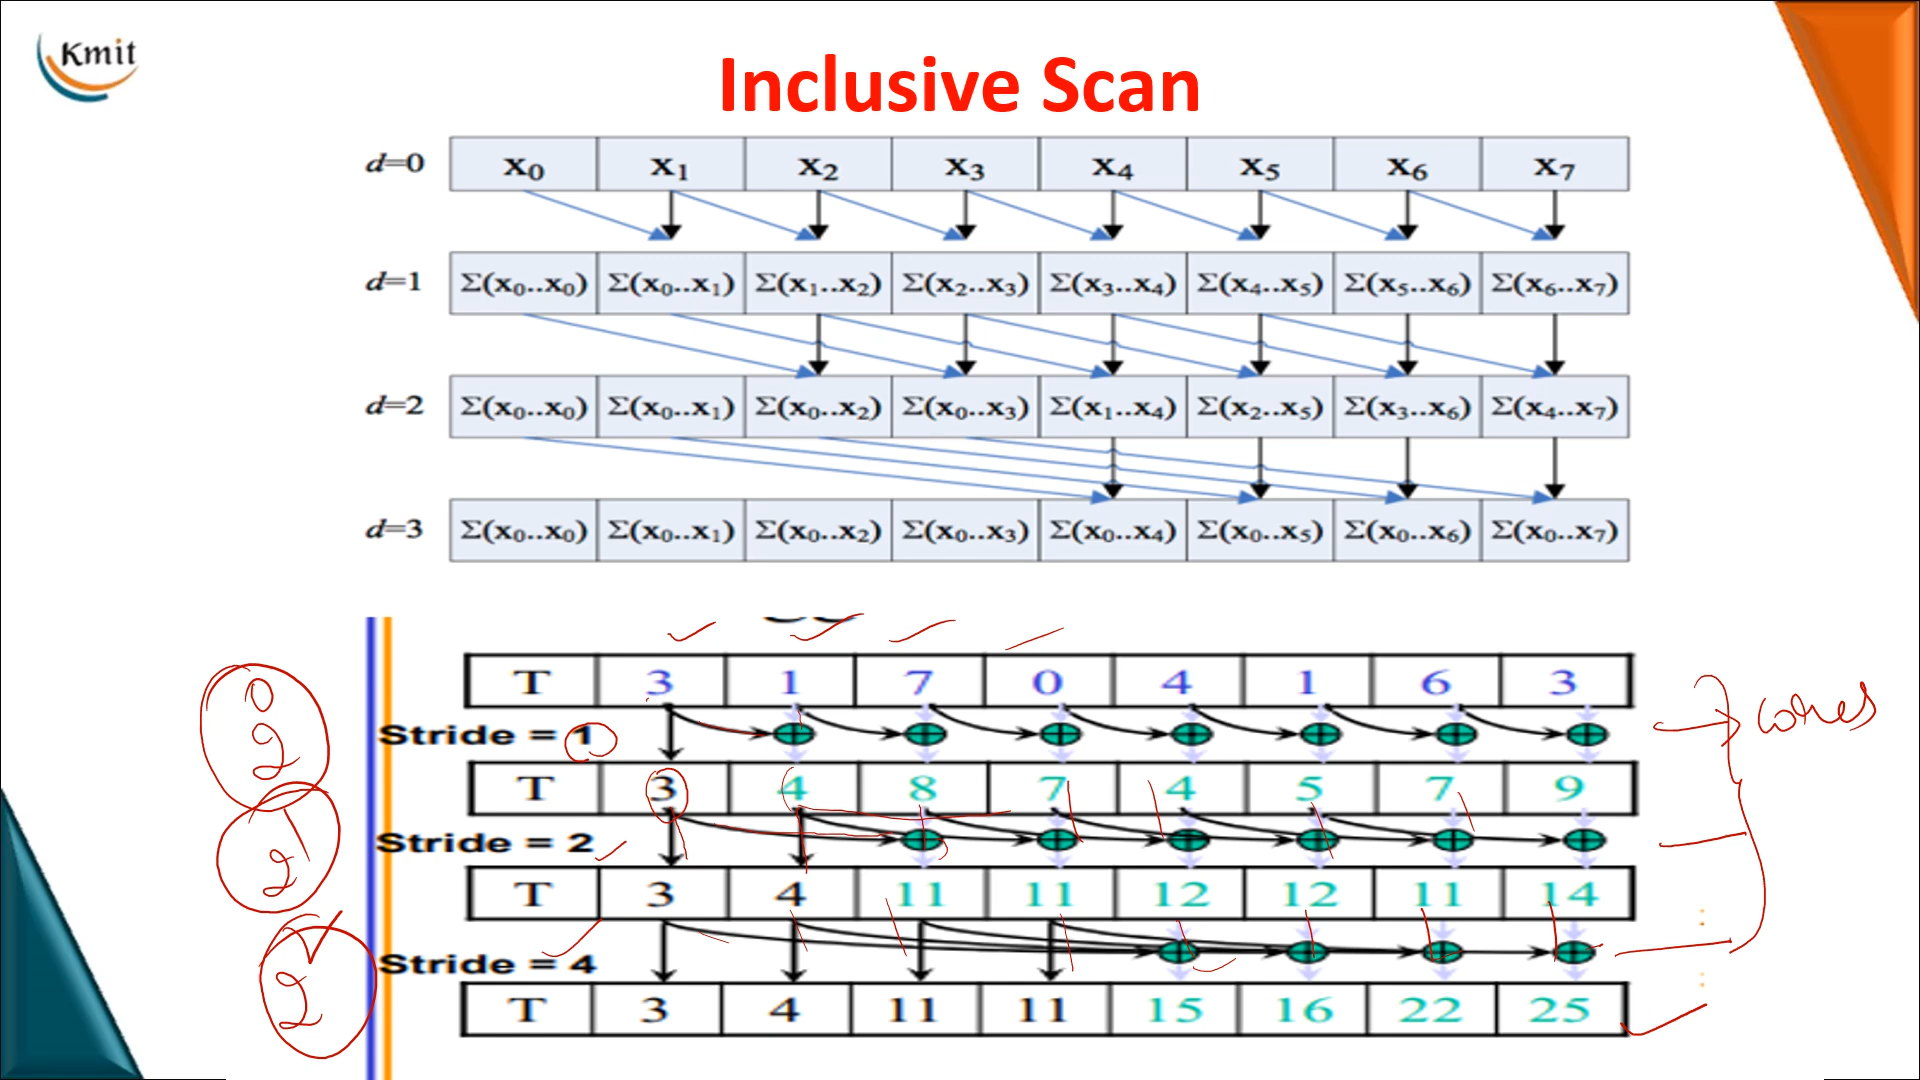 Kmit
Inclusive Scan
d=0 x₀ x₁ x₂ x₃ x₄ x₅ x₆ x₇
d=1 Σ(x₀..x₀) Σ(x₀..x₁) Σ(x₁..x₂) Σ(x₂..x₃) Σ(x₃..x₄) Σ(x₄..x₅) Σ(x₅..x₆) Σ(x₆..x₇)
d=2 Σ(x₀..x₀) Σ(x₀..x₁) Σ(x₀..x₂) Σ(x₀..x₃) Σ(x₁..x₄) Σ(x₂..x₅) Σ(x₃..x₆) Σ(x₄..x₇)
d=3 Σ(x₀..x₀) Σ(x₀..x₁) Σ(x₀..x₂) Σ(x₀..x₃) Σ(x₀..x₄) Σ(x₀..x₅) Σ(x₀..x₆) Σ(x₀..x₇)
T 3 1 7 0 4 1 6 3
0
2
Stride = 1
cores
T 3 4 8 7 4 5 7 9
1
2
Stride = 2
T 3 4 11 11 12 12 11 14
2
Stride = 4
T 3 4 11 11 15 16 22 25